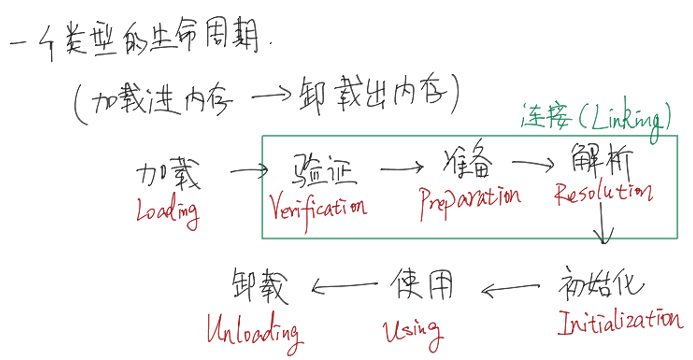 一个类型的生命周期.
(加载进内存 → 卸载出内存)
连接(Linking)
加载 → 验证 → 准备 → 解析
Loading Verification Preparation Resolution
↓
卸载 ← 使用 ← 初始化
Unloading Using Initialization